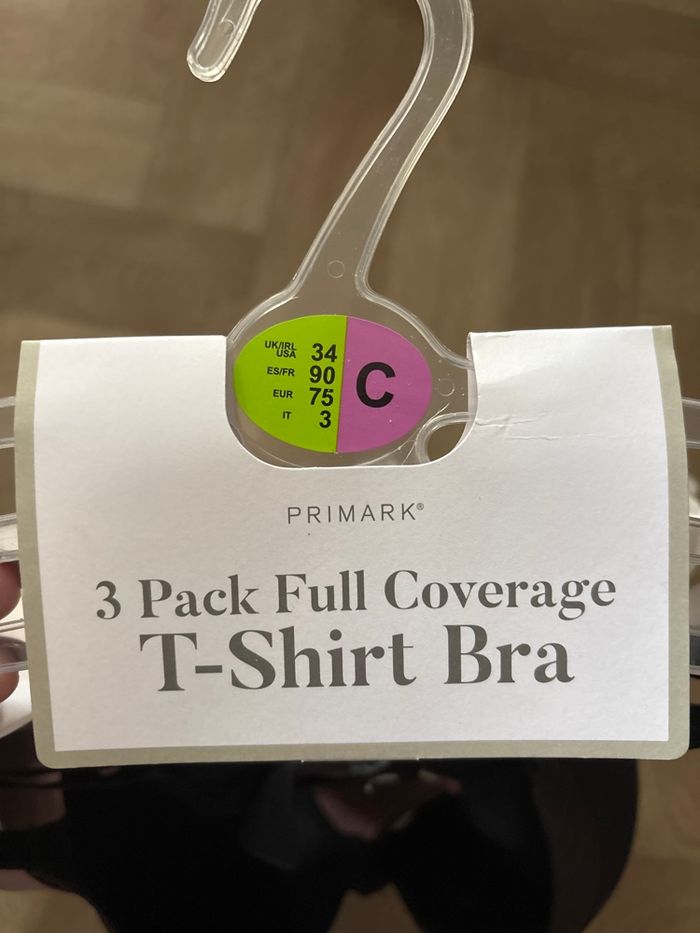 UK/IRL
USA 34
ES/FR 90
EUR 75
IT 3
C
PRIMARK®
3 Pack Full Coverage
T-Shirt Bra